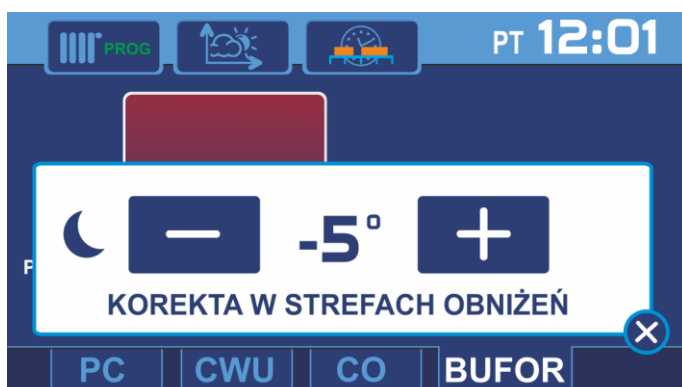 PROG
PT 12:01
-5°
P
KOREKTA W STREFACH OBNIŻEŃ
PC CWU CO BUFOR